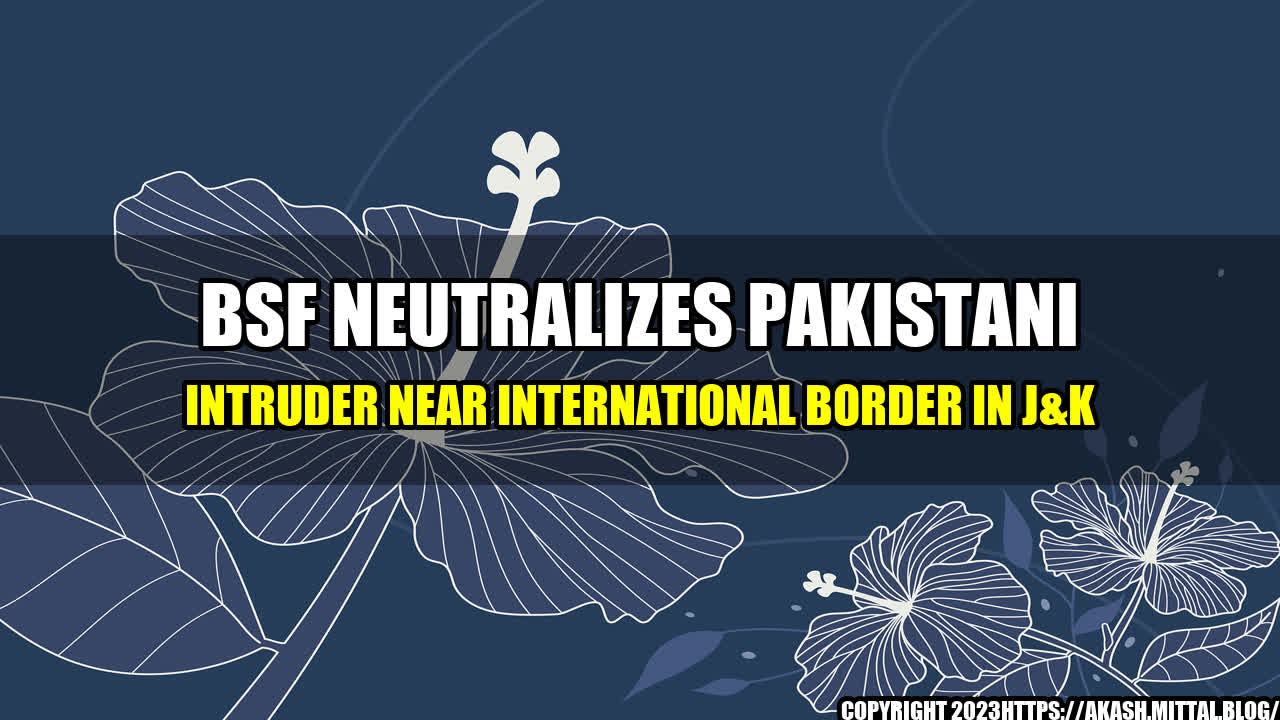 BSF NEUTRALIZES PAKISTANI
INTRUDER NEAR INTERNATIONAL BORDER IN J&K
COPYRIGHT 2023HTTPS://AKASH.MITTAL.BLOG/